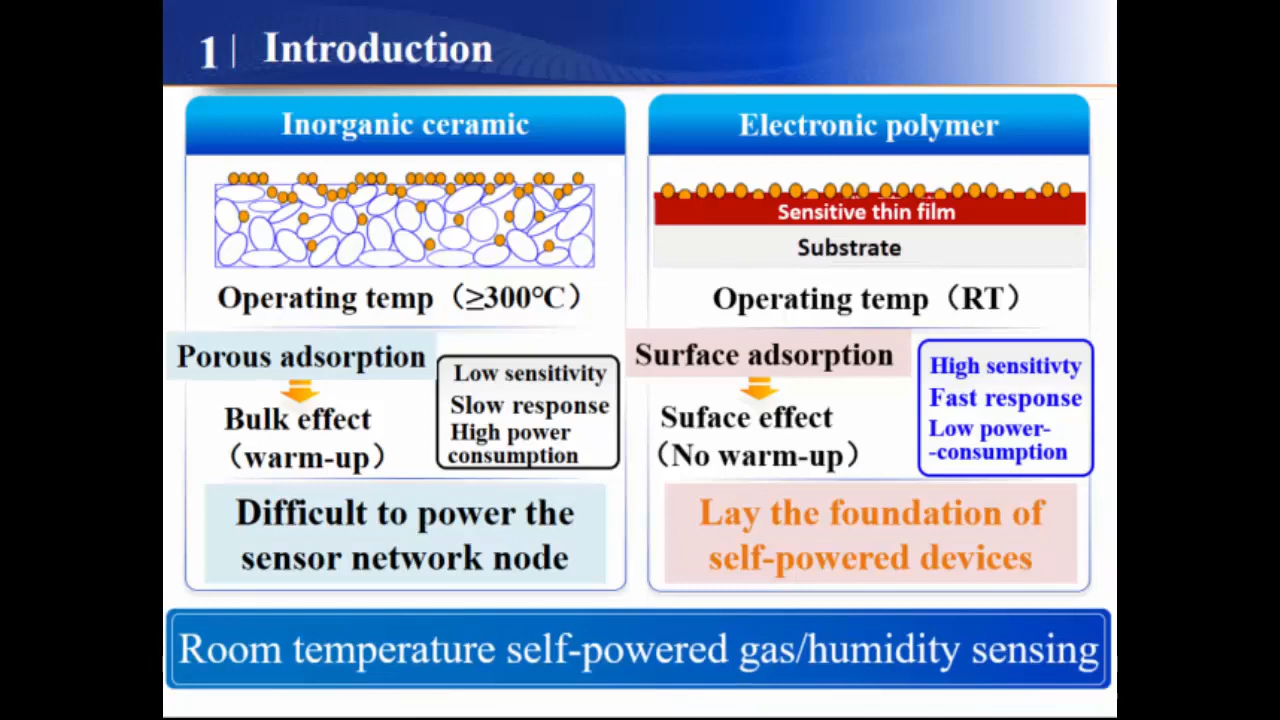 1 Introduction
Inorganic ceramic
Operating temp（≥300℃）
Porous adsorption
Bulk effect
（warm-up）
Low sensitivity
Slow response
High power
consumption
Difficult to power the
sensor network node
Electronic polymer
Sensitive thin film
Substrate
Operating temp（RT）
Surface adsorption
Suface effect
（No warm-up）
High sensitivty
Fast response
Low power-
-consumption
Lay the foundation of
self-powered devices
Room temperature self-powered gas/humidity sensing